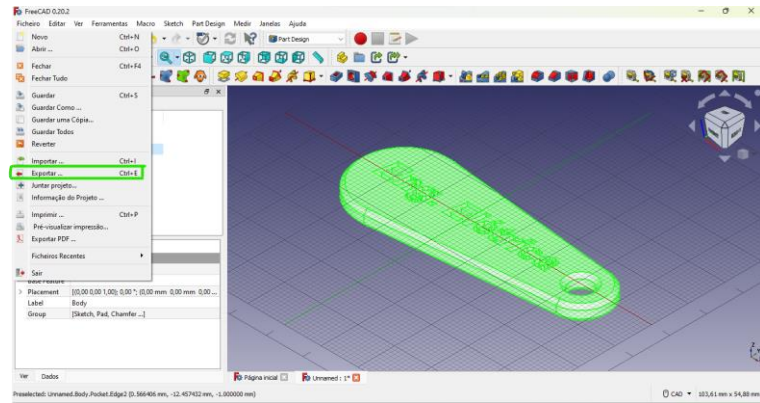 FreeCAD 0.20.2
Ficheiro Editar Ver Ferramentas Macro Sketch Part Design Medir Janelas Ajuda
Novo Ctrl+N
Abrir ... Ctrl+O
Part Design
Fechar Ctrl+F4
Fechar Tudo
Guardar Ctrl+S
Guardar Como ...
Guardar uma Cópia...
Guardar Todos
Reverter
Importar ... Ctrl+I
Exportar ... Ctrl+E
Juntar projeto...
Informação do Projeto ...
Imprimir ... Ctrl+P
Pré-visualizar impressão...
Exportar PDF ...
Ficheiros Recentes
Sair
Base Feature
Placement [(0,00 0,00 1,00); 0,00 °; (0,00 mm 0,00 mm 0,00 ...
Label Body
Group [Sketch, Pad, Chamfer ...]
Ver Dados
Página inicial
Unnamed : 1*
Preselected: Unnamed.Body.Pocket.Edge2 (0.566406 mm, -12.457432 mm, -1.000000 mm)
CAD
103,61 mm x 54,88 mm